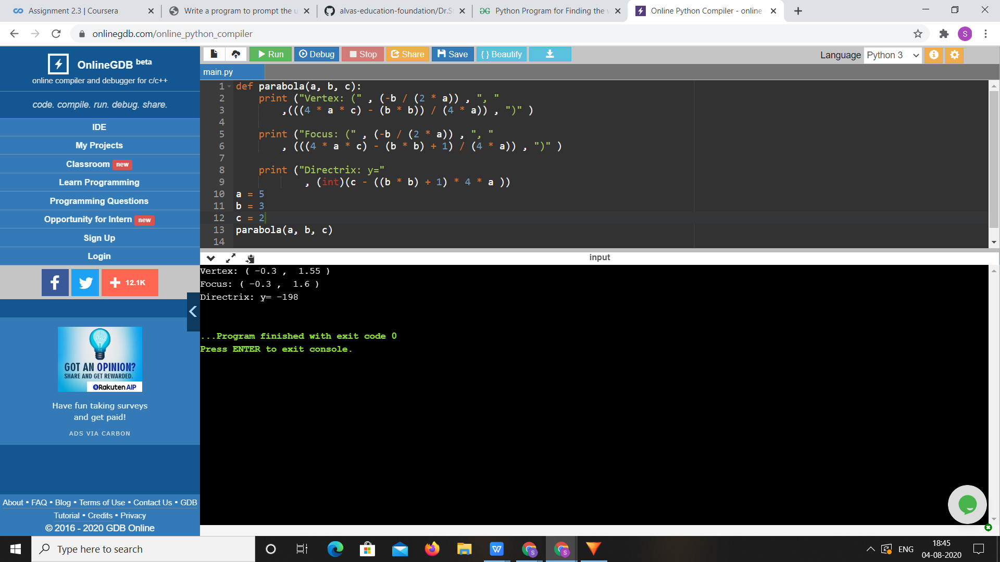 Assignment 2.3 | Coursera
Write a program to prompt the u
alvas-education-foundation/Dr.S
Python Program for Finding the v
Online Python Compiler - online
onlinegdb.com/online_python_compiler
S
OnlineGDB beta
online compiler and debugger for c/c++
code. compile. run. debug. share.
IDE
My Projects
Classroom new
Learn Programming
Programming Questions
Opportunity for Intern new
Sign Up
Login
12.1K
GOT AN OPINION?
SHARE AND GET REWARDED.
Rakuten AIP
Have fun taking surveys
and get paid!
ADS VIA CARBON
About • FAQ • Blog • Terms of Use • Contact Us • GDB
Tutorial • Credits • Privacy
© 2016 - 2020 GDB Online
Run Debug Stop Share Save { } Beautify
Language Python 3
main.py
1 def parabola(a, b, c):
2     print ("Vertex: (" , (-b / (2 * a)) , ", "
3         ,(((4 * a * c) - (b * b)) / (4 * a)) , ")" )
4
5     print ("Focus: (" , (-b / (2 * a)) , ", "
6         , (((4 * a * c) - (b * b) + 1) / (4 * a)) , ")" )
7
8     print ("Directrix: y="
9             , (int)(c - ((b * b) + 1) * 4 * a ))
10 a = 5
11 b = 3
12 c = 2
13 parabola(a, b, c)
14
input
Vertex: ( -0.3 ,  1.55 )
Focus: ( -0.3 ,  1.6 )
Directrix: y= -198
...Program finished with exit code 0
Press ENTER to exit console.
Type here to search
W
S
S
ENG
18:45
04-08-2020